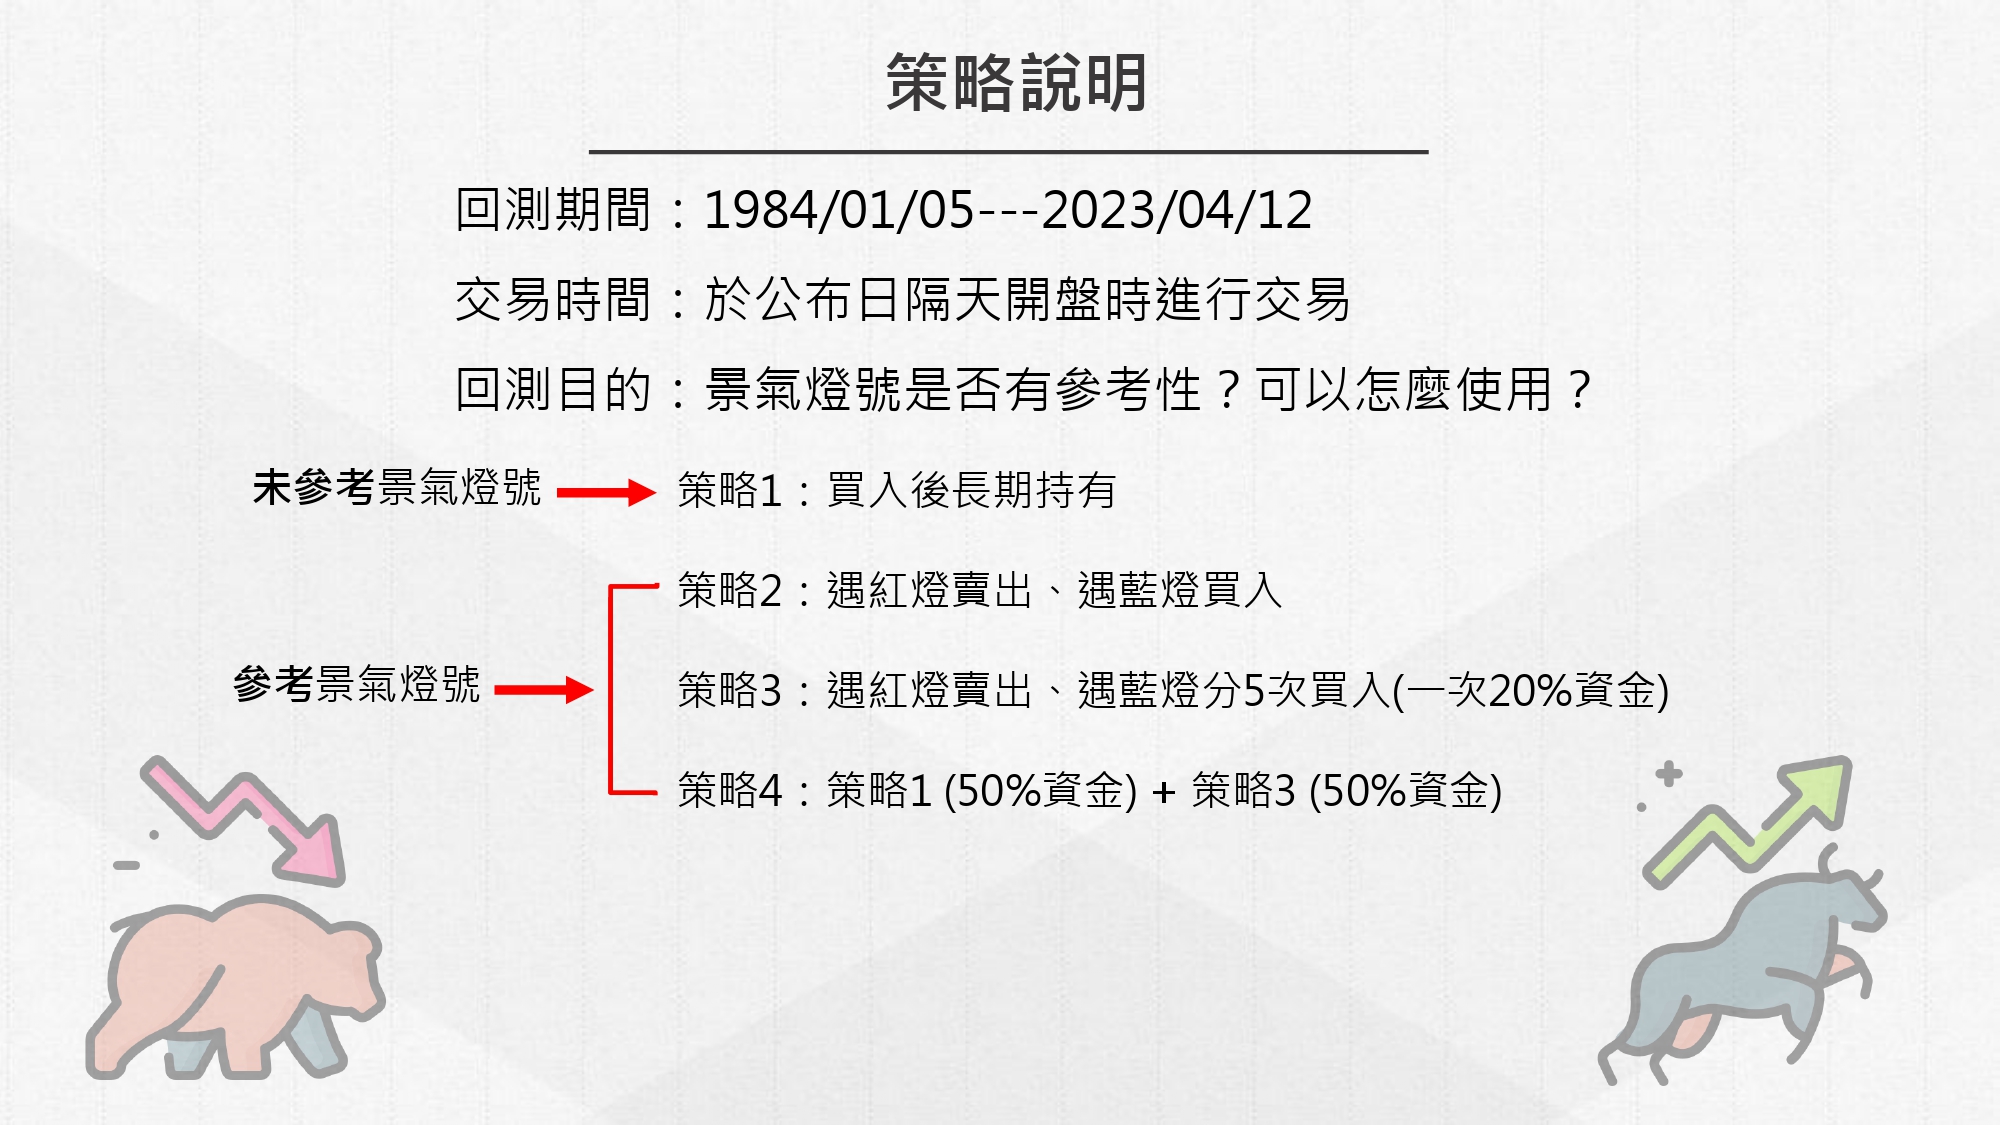 策略說明
回測期間：1984/01/05---2023/04/12
交易時間：於公布日隔天開盤時進行交易
回測目的：景氣燈號是否有參考性？可以怎麼使用？
未參考景氣燈號
策略1：買入後長期持有
策略2：遇紅燈賣出、遇藍燈買入
參考景氣燈號
策略3：遇紅燈賣出、遇藍燈分5次買入(一次20%資金)
策略4：策略1 (50%資金) + 策略3 (50%資金)